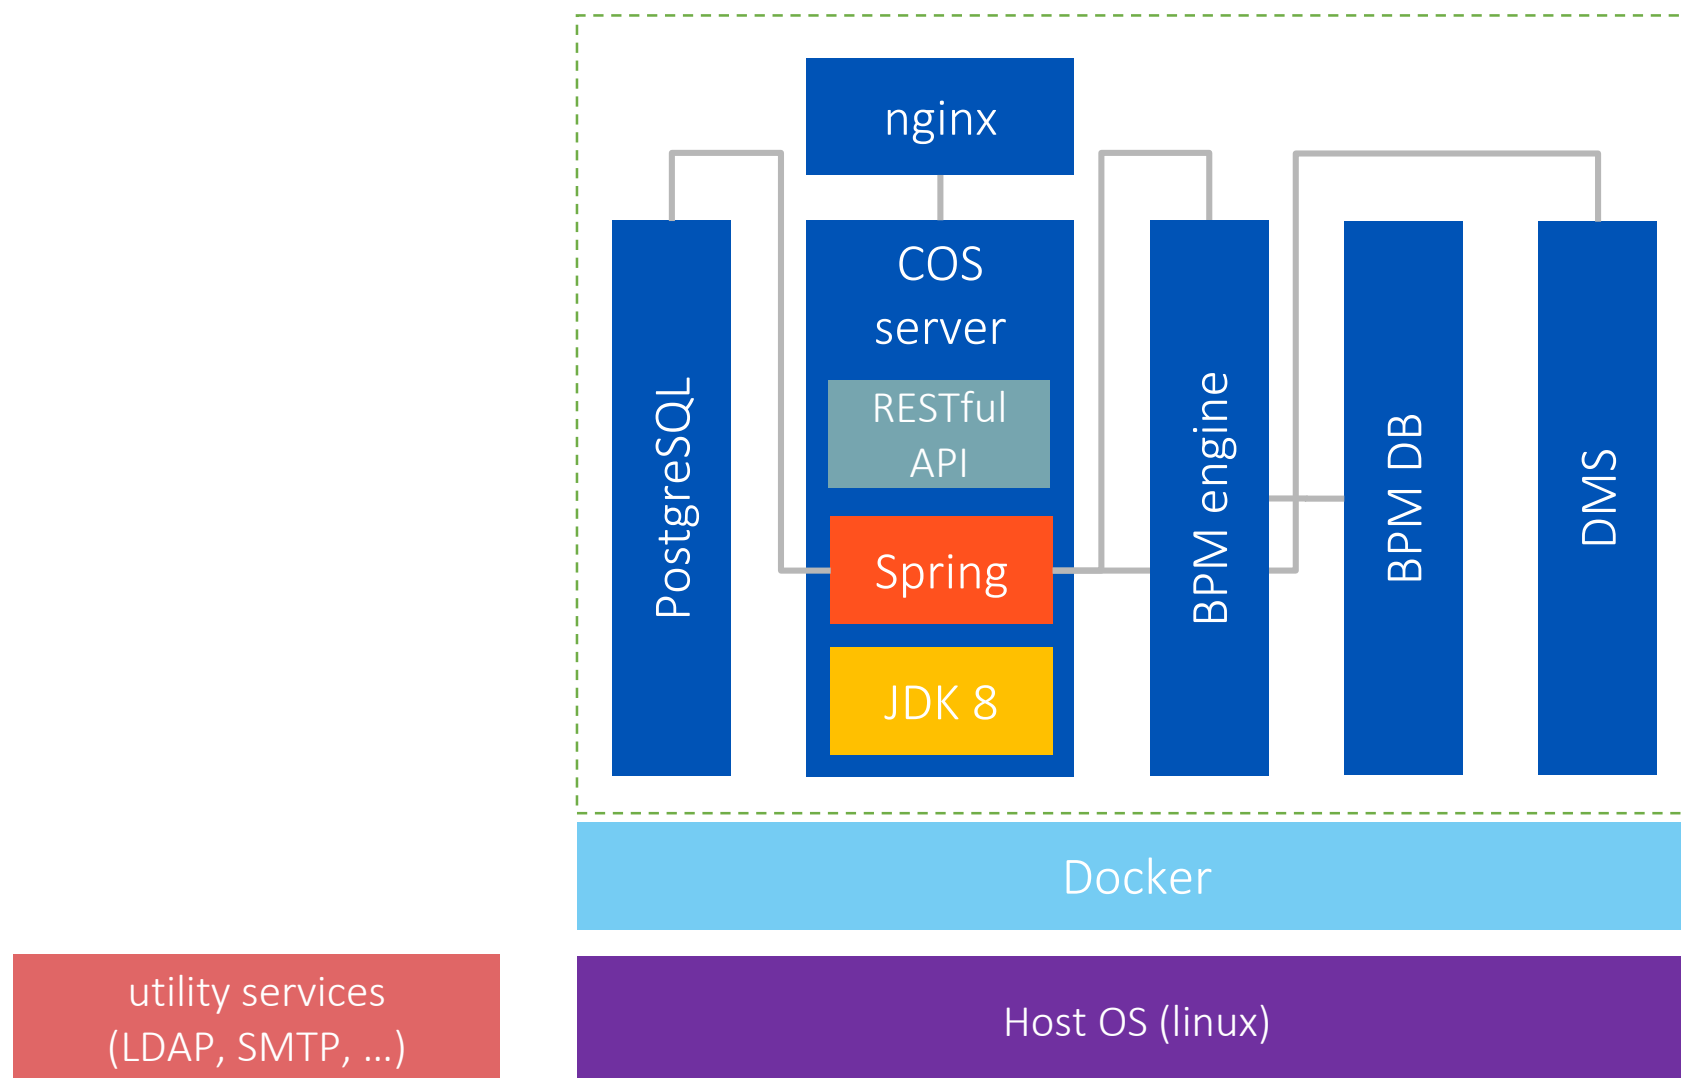 nginx
COS
server
RESTful
API
Spring
JDK 8
PostgreSQL
BPM engine
BPM DB
DMS
Docker
utility services
(LDAP, SMTP, ...)
Host OS (linux)